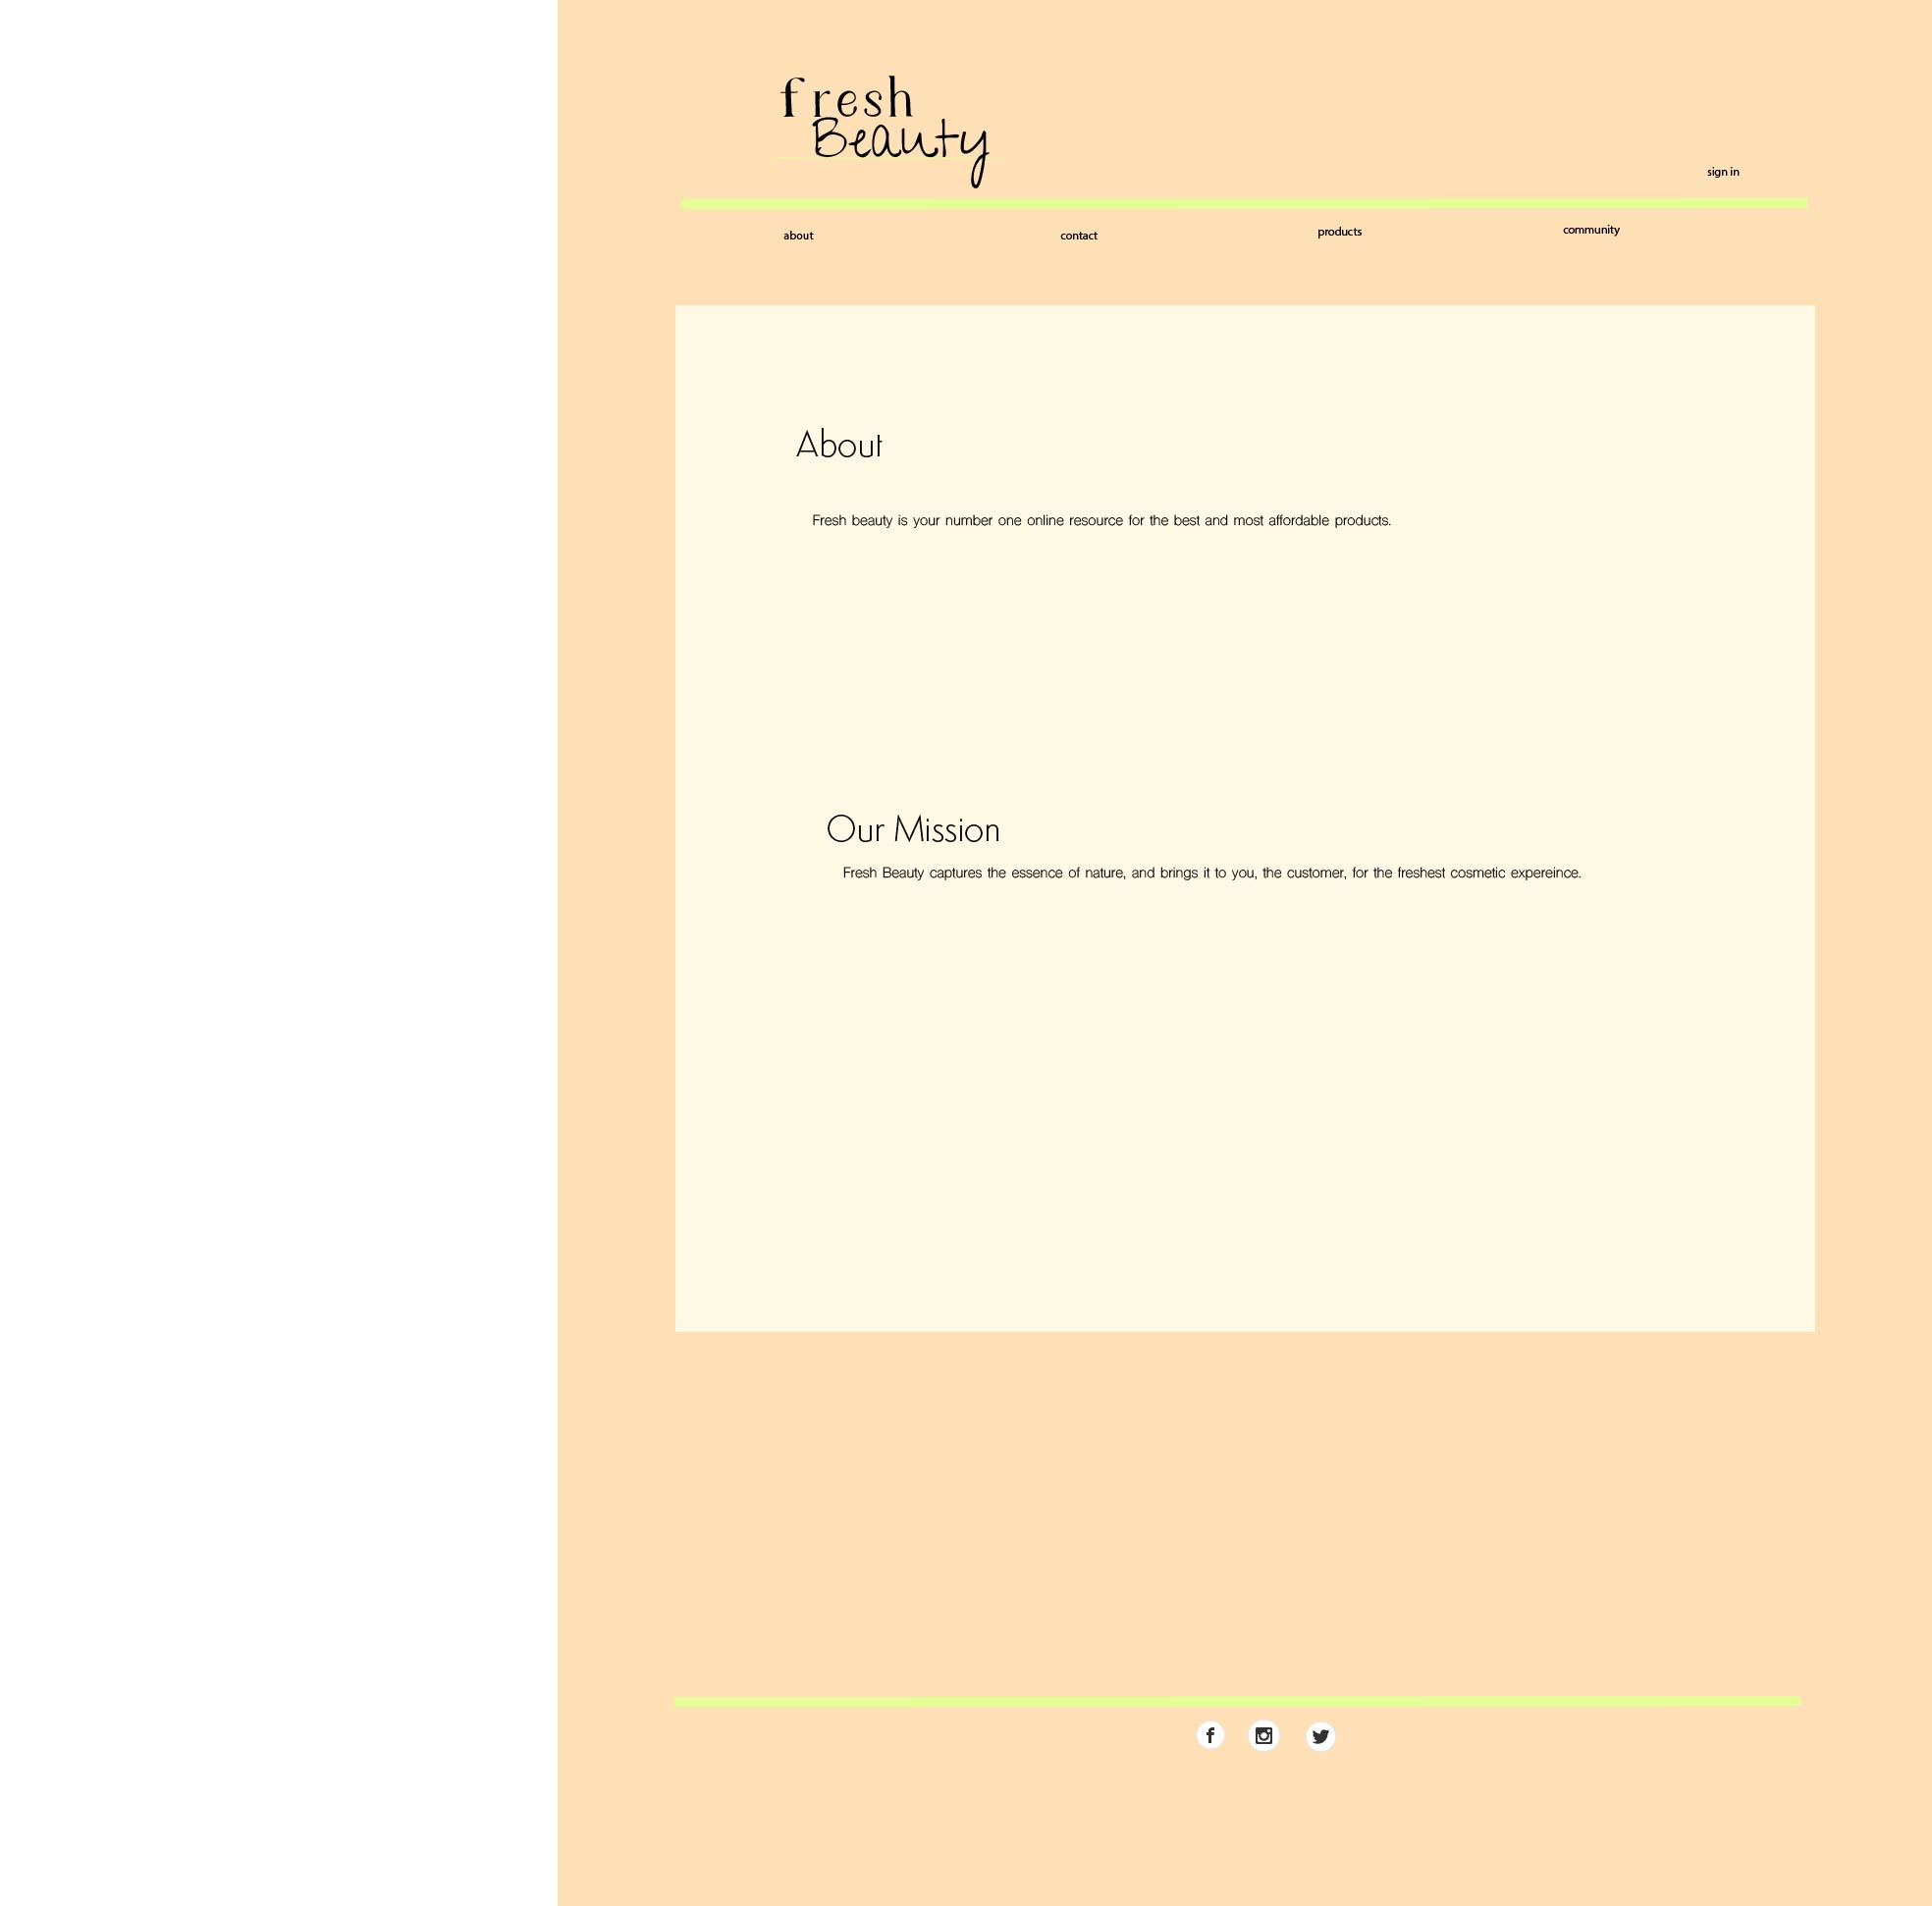 fresh
Beauty
sign in
about contact products community
About
Fresh beauty is your number one online resource for the best and most affordable products.
Our Mission
Fresh Beauty captures the essence of nature, and brings it to you, the customer, for the freshest cosmetic expereince.